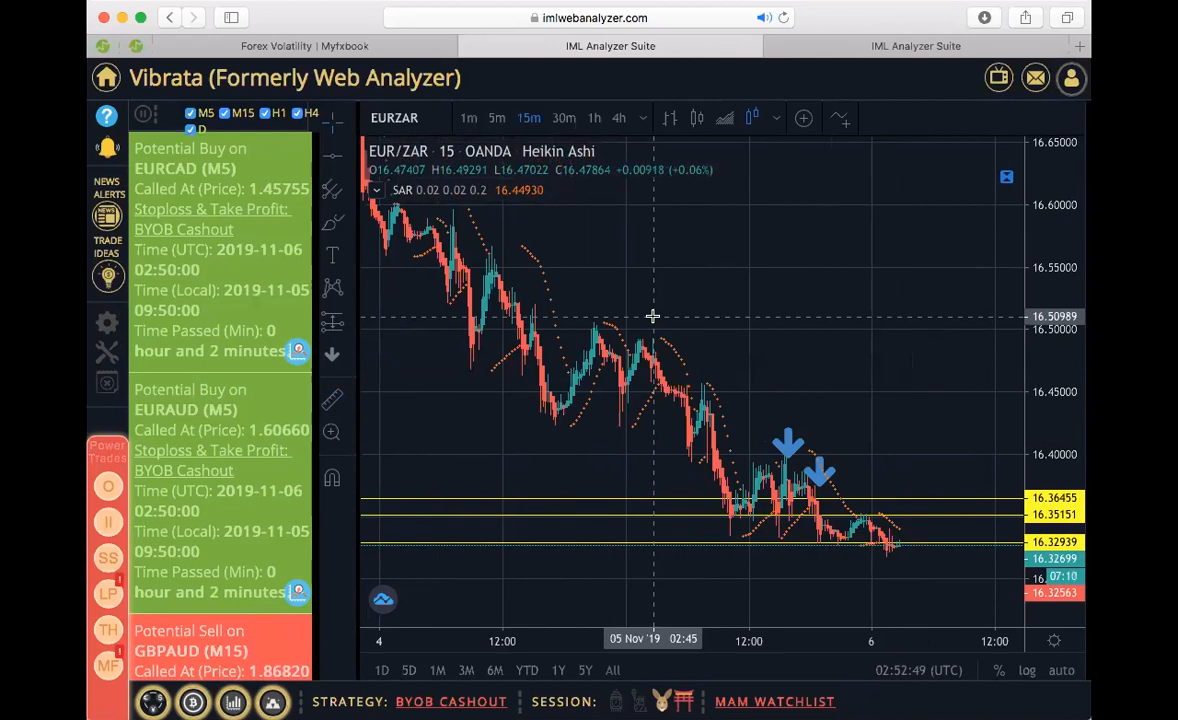 imlwebanalyzer.com
Forex Volatility | Myfxbook
IML Analyzer Suite
IML Analyzer Suite
Vibrata (Formerly Web Analyzer)
M5 M15 H1 H4
D
NEWS
ALERTS
TRADE
IDEAS
Power
Trades
O
II
SS
LP
TH
MF
Potential Buy on
EURCAD (M5)
Called At (Price): 1.45755
Stoploss & Take Profit:
BYOB Cashout
Time (UTC): 2019-11-06
02:50:00
Time (Local): 2019-11-05
09:50:00
Time Passed (Min): 0
hour and 2 minutes
Potential Buy on
EURAUD (M5)
Called At (Price): 1.60660
Stoploss & Take Profit:
BYOB Cashout
Time (UTC): 2019-11-06
02:50:00
Time (Local): 2019-11-05
09:50:00
Time Passed (Min): 0
hour and 2 minutes
Potential Sell on
GBPAUD (M15)
Called At (Price): 1.86820
EURZAR 1m 5m 15m 30m 1h 4h
EUR/ZAR · 15 · OANDA Heikin Ashi
O16.47407 H16.49291 L16.47022 C16.47864 +0.00918 (+0.06%)
SAR 0.02 0.02 0.2 16.44930
16.65000
16.60000
16.55000
16.50989
16.50000
16.45000
16.40000
16.36455
16.35151
16.32939
16.32699
07:10
16.32563
4 12:00 05 Nov '19 02:45 12:00 6 12:00
1D 5D 1M 3M 6M YTD 1Y 5Y All 02:52:49 (UTC) % log auto
STRATEGY: BYOB CASHOUT SESSION: MAM WATCHLIST